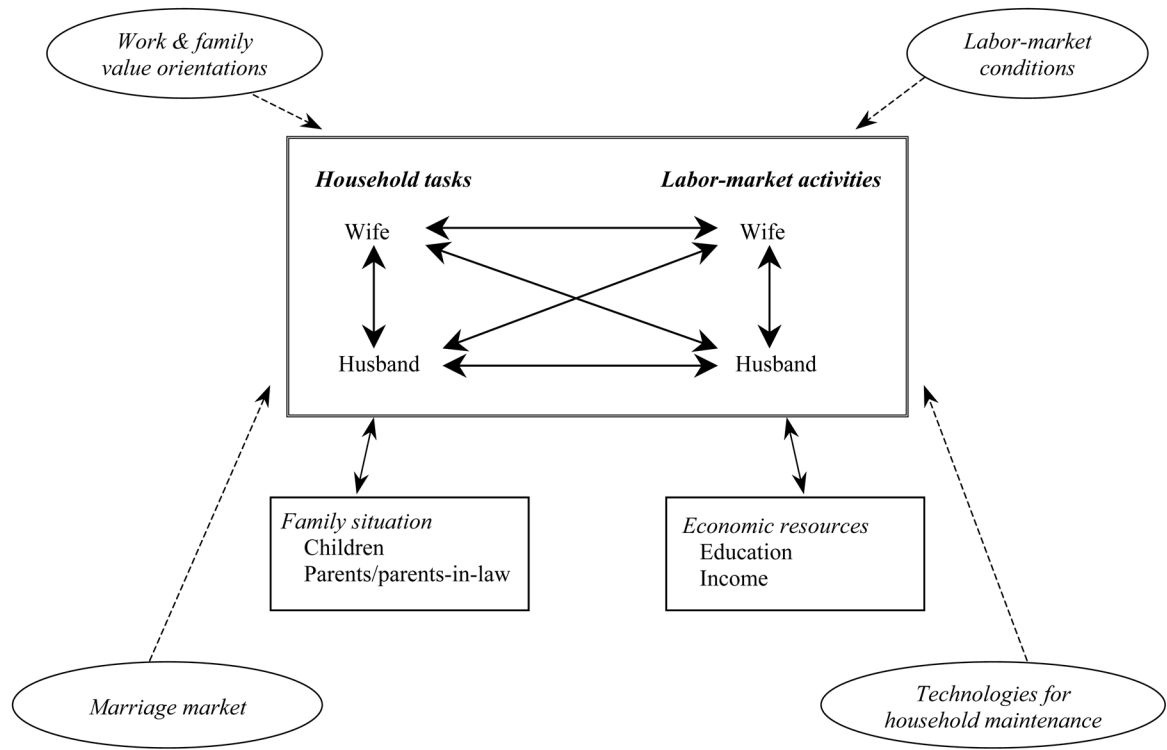 Work & family
value orientations
Labor-market
conditions
Household tasks
Labor-market activities
Wife
Wife
Husband
Husband
Family situation
Children
Parents/parents-in-law
Economic resources
Education
Income
Marriage market
Technologies for
household maintenance